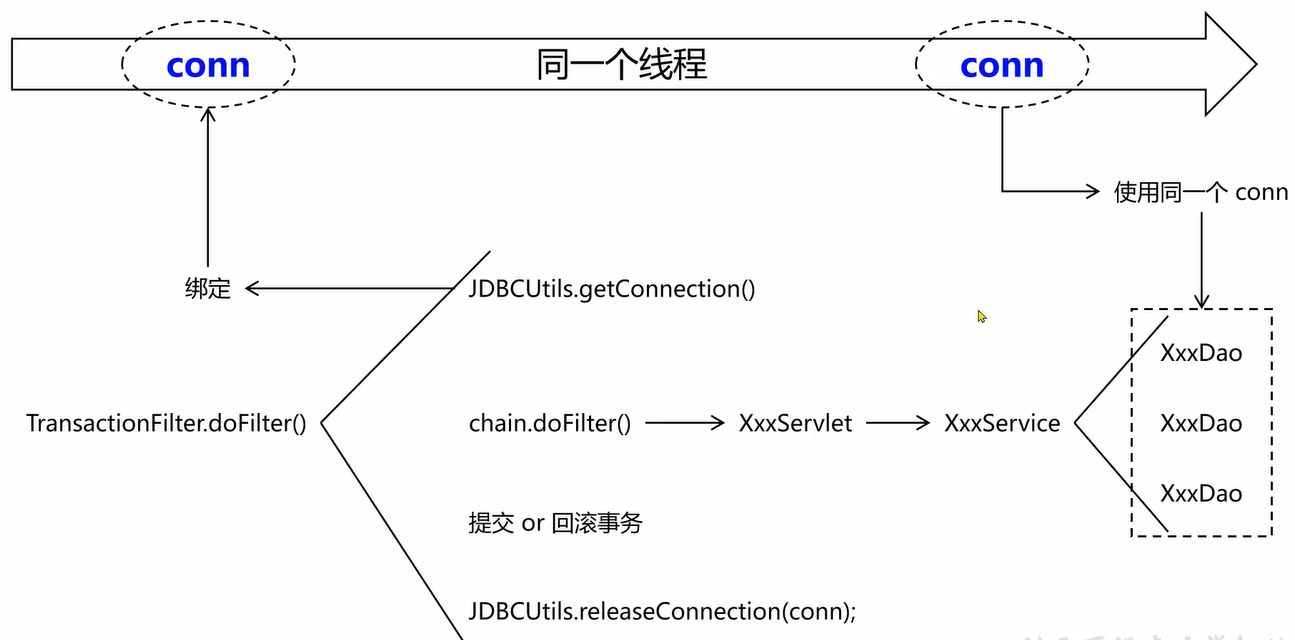 conn 同一个线程 conn
使用同一个 conn
绑定 JDBCUtils.getConnection()
XxxDao
TransactionFilter.doFilter() chain.doFilter() XxxServlet XxxService XxxDao
XxxDao
提交 or 回滚事务
JDBCUtils.releaseConnection(conn);